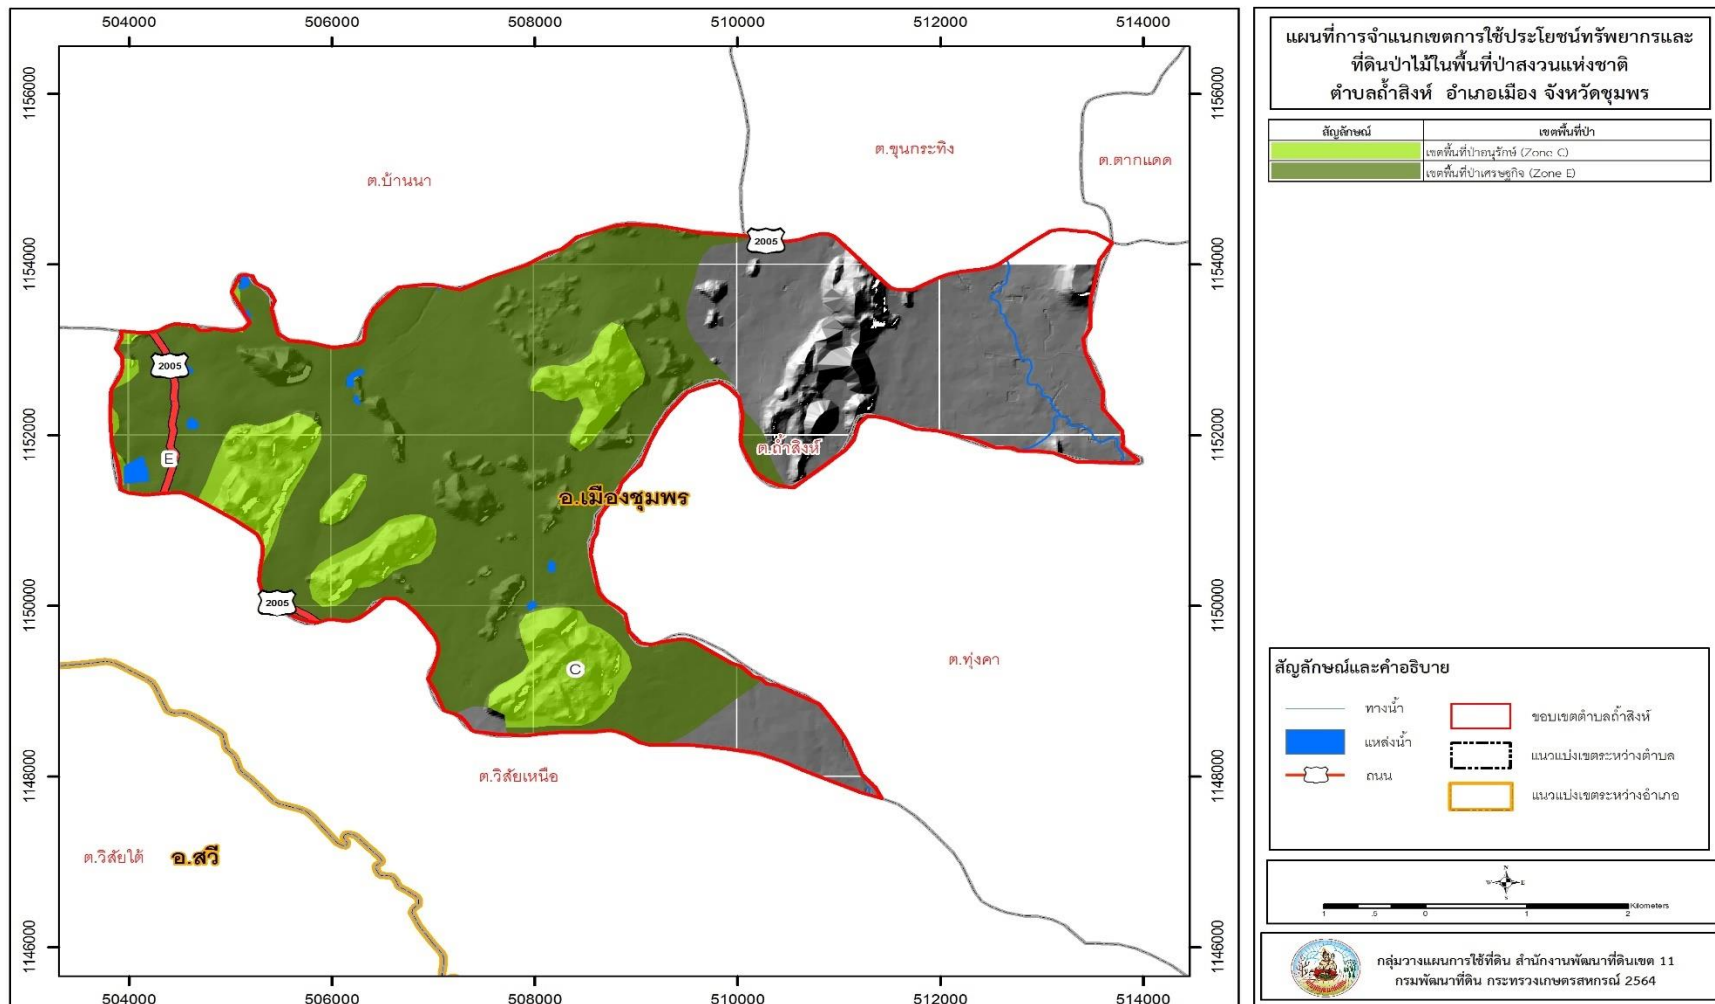 504000 506000 508000 510000 512000 514000
1156000 1156000
1154000 1154000
1152000 1152000
1150000 1150000
1148000 1148000
1146000 1146000
ต.ขุนกระทิง
ต.ตากแดด
ต.บ้านนา
2005
2005
ต.ถ้ำสิงห์
E
อ.เมืองชุมพร
2005
ต.ทุ่งคา
C
ต.วิสัยเหนือ
ต.วิสัยใต้ อ.สวี
504000 506000 508000 510000 512000 514000
แผนที่การจำแนกเขตการใช้ประโยชน์ทรัพยากรและ
ที่ดินป่าไม้ในพื้นที่ป่าสงวนแห่งชาติ
ตำบลถ้ำสิงห์ อำเภอเมือง จังหวัดชุมพร
สัญลักษณ์ เขตพื้นที่ป่า
เขตพื้นที่ป่าอนุรักษ์ (Zone C)
เขตพื้นที่ป่าเศรษฐกิจ (Zone E)
สัญลักษณ์และคำอธิบาย
ทางน้ำ ขอบเขตตำบลถ้ำสิงห์
แหล่งน้ำ แนวแบ่งเขตระหว่างตำบล
ถนน แนวแบ่งเขตระหว่างอำเภอ
N
W E
S
Kilometers
1 .5 0 1 2
กลุ่มวางแผนการใช้ที่ดิน สำนักงานพัฒนาที่ดินเขต 11
กรมพัฒนาที่ดิน กระทรวงเกษตรสหกรณ์ 2564